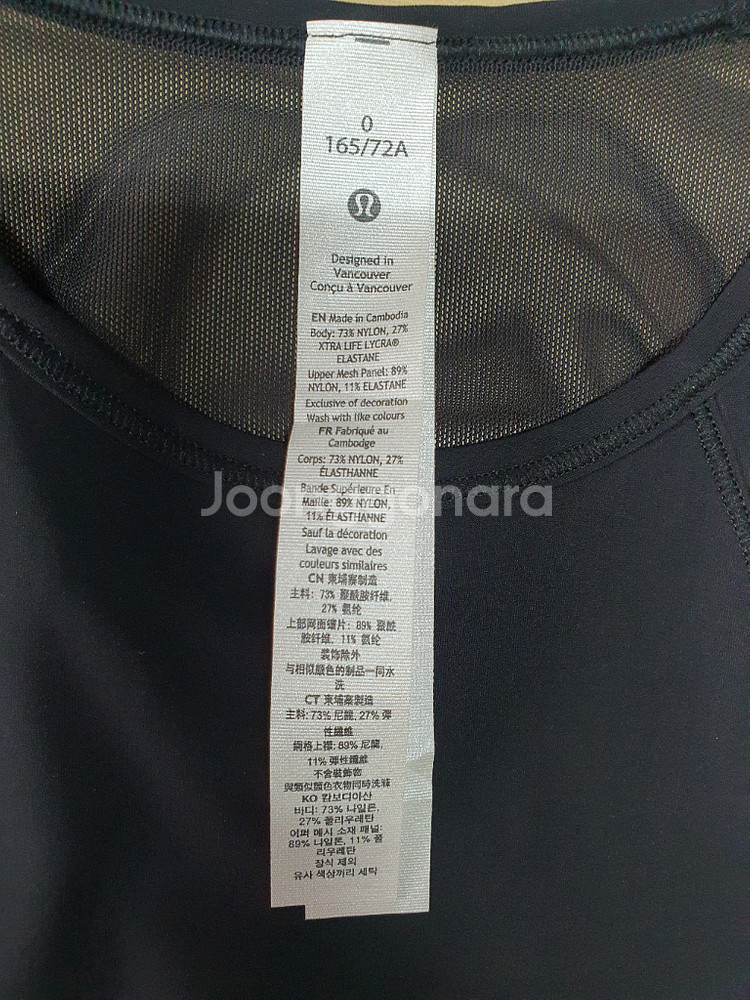 0
165/72A
Designed in
Vancouver
Conçu à Vancouver
EN Made in Cambodia
Body: 73% NYLON, 27%
XTRA LIFE LYCRA®
ELASTANE
Upper Mesh Panel: 89%
NYLON, 11% ELASTANE
Exclusive of decoration
Wash with like colours
FR Fabriqué au
Cambodge
Corps: 73% NYLON, 27%
ÉLASTHANNE
Bande Supérieure En
Maille: 89% NYLON,
11% ÉLASTHANNE
Sauf la décoration
Lavage avec des
couleurs similaires
CN 柬埔寨制造
主料: 73% 聚酰胺纤维,
27% 氨纶
上部网面镶片: 89% 聚酰
胺纤维, 11% 氨纶
装饰除外
与相似颜色的制品一同水
洗
CT 柬埔寨製造
主料: 73% 尼龍, 27% 彈
性纖維
網格上襟: 89% 尼龍,
11% 彈性纖維
不含裝飾物
與類似顏色衣物同時洗滌
KO 캄보디아산
바디: 73% 나일론,
27% 폴리우레탄
어퍼 메시 소재 패널:
89% 나일론, 11% 폴
리우레탄
장식 제외
유사 색상끼리 세탁